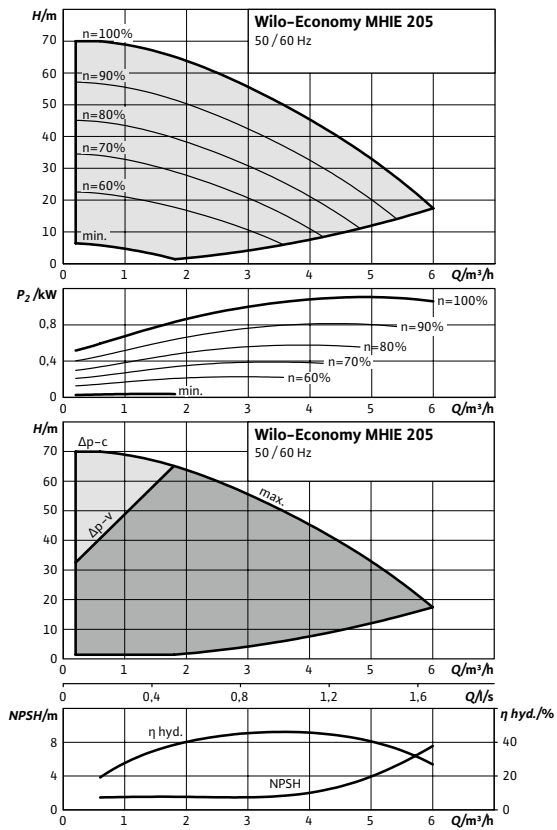 H/m
Wilo-Economy MHIE 205
50 / 60 Hz
n=100%
70
n=90%
60
50
n=80%
40
n=70%
30
n=60%
20
10
min.
0
0 1 2 3 4 5 6 Q/m³/h
P₂ /kW
n=100%
0,8
n=90%
n=80%
0,4
n=70%
n=60%
min.
0
0 1 2 3 4 5 6 Q/m³/h
H/m
Wilo-Economy MHIE 205
50 / 60 Hz
Δp-c
70
60
max.
50
Δp-v
40
30
20
10
0
0 1 2 3 4 5 6 Q/m³/h
0 0,4 0,8 1,2 1,6 Q/l/s
NPSH/m
η hyd./%
η hyd.
8
40
4
20
NPSH
0
0
0 1 2 3 4 5 6 Q/m³/h